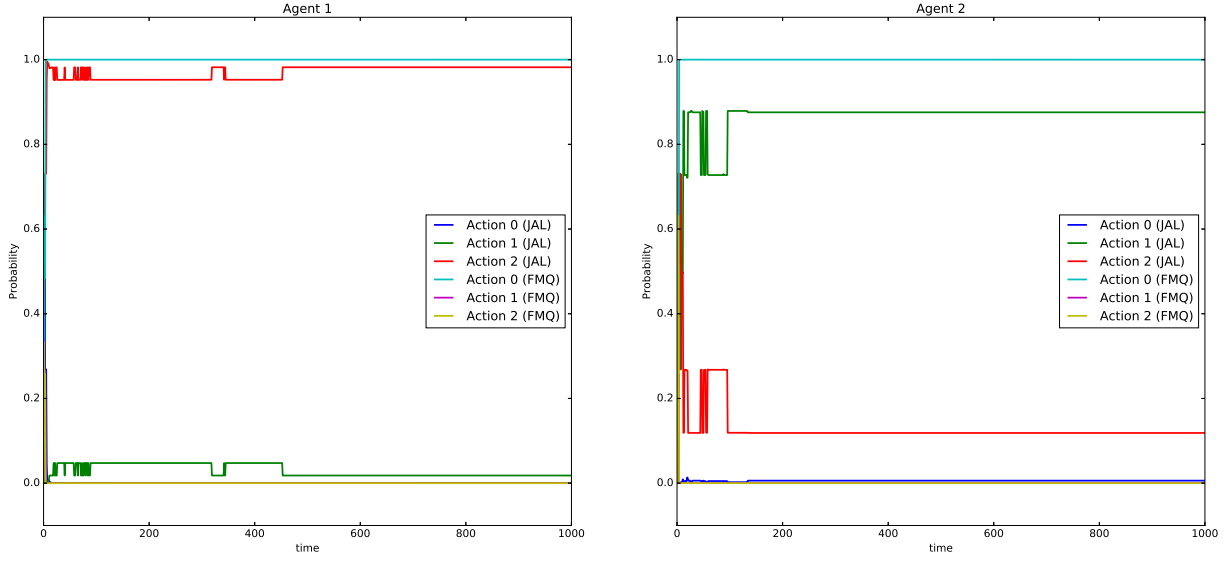 Agent 1
Probability
1.0
0.8
0.6
0.4
0.2
0.0
0
200
400
600
800
1000
time
Action 0 (JAL)
Action 1 (JAL)
Action 2 (JAL)
Action 0 (FMQ)
Action 1 (FMQ)
Action 2 (FMQ)
Agent 2
Probability
1.0
0.8
0.6
0.4
0.2
0.0
0
200
400
600
800
1000
time
Action 0 (JAL)
Action 1 (JAL)
Action 2 (JAL)
Action 0 (FMQ)
Action 1 (FMQ)
Action 2 (FMQ)